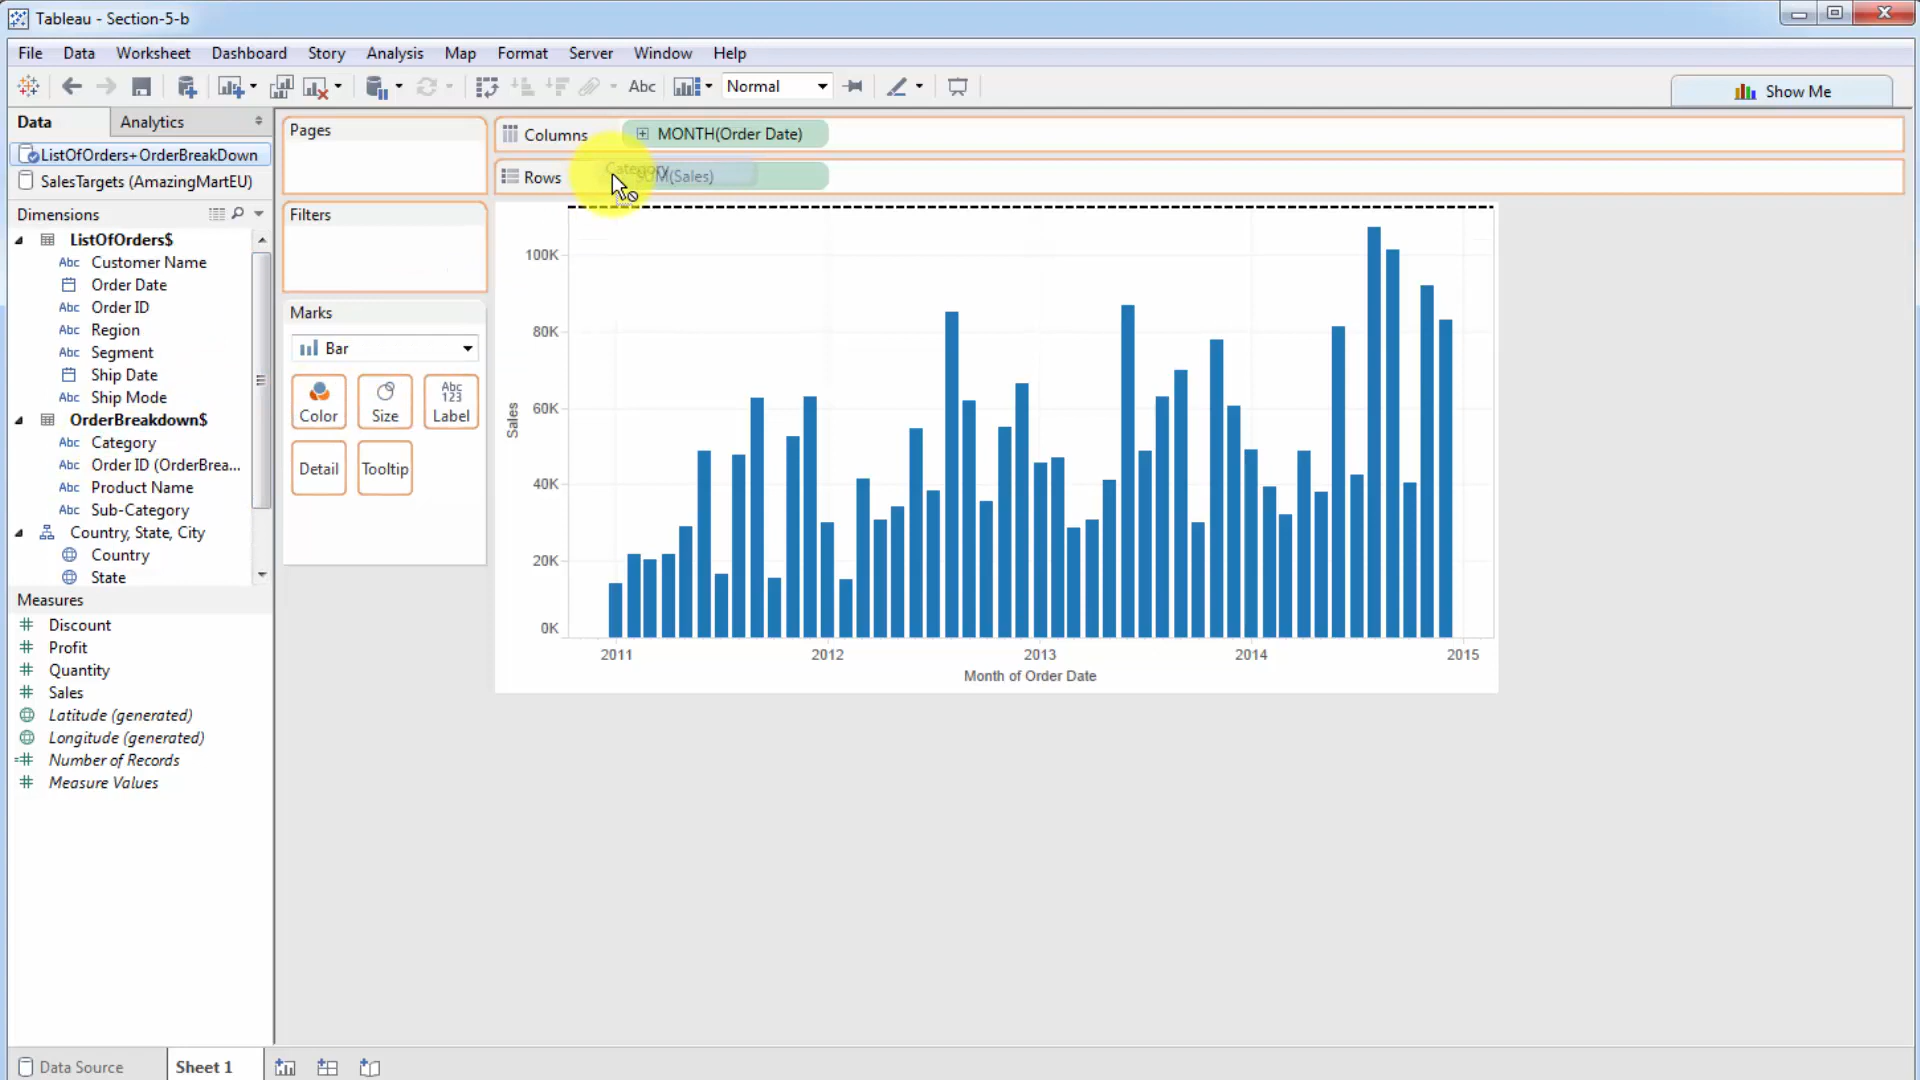 Tableau - Section-5-b
File Data Worksheet Dashboard Story Analysis Map Format Server Window Help
Abc Normal Show Me
Data Analytics
ListOfOrders+OrderBreakDown
SalesTargets (AmazingMartEU)
Dimensions
ListOfOrders$
Abc Customer Name
Order Date
Abc Order ID
Abc Region
Abc Segment
Ship Date
Abc Ship Mode
OrderBreakdown$
Abc Category
Abc Order ID (OrderBrea...
Abc Product Name
Abc Sub-Category
Country, State, City
Country
State
Measures
Discount
Profit
Quantity
Sales
Latitude (generated)
Longitude (generated)
Number of Records
Measure Values
Pages
Filters
Marks
Bar
Color Size Abc 123 Label
Detail Tooltip
Columns MONTH(Order Date)
Rows SUM(Sales)
Category
100K
80K
60K
40K
20K
0K
Sales
2011 2012 2013 2014 2015
Month of Order Date
Data Source Sheet 1